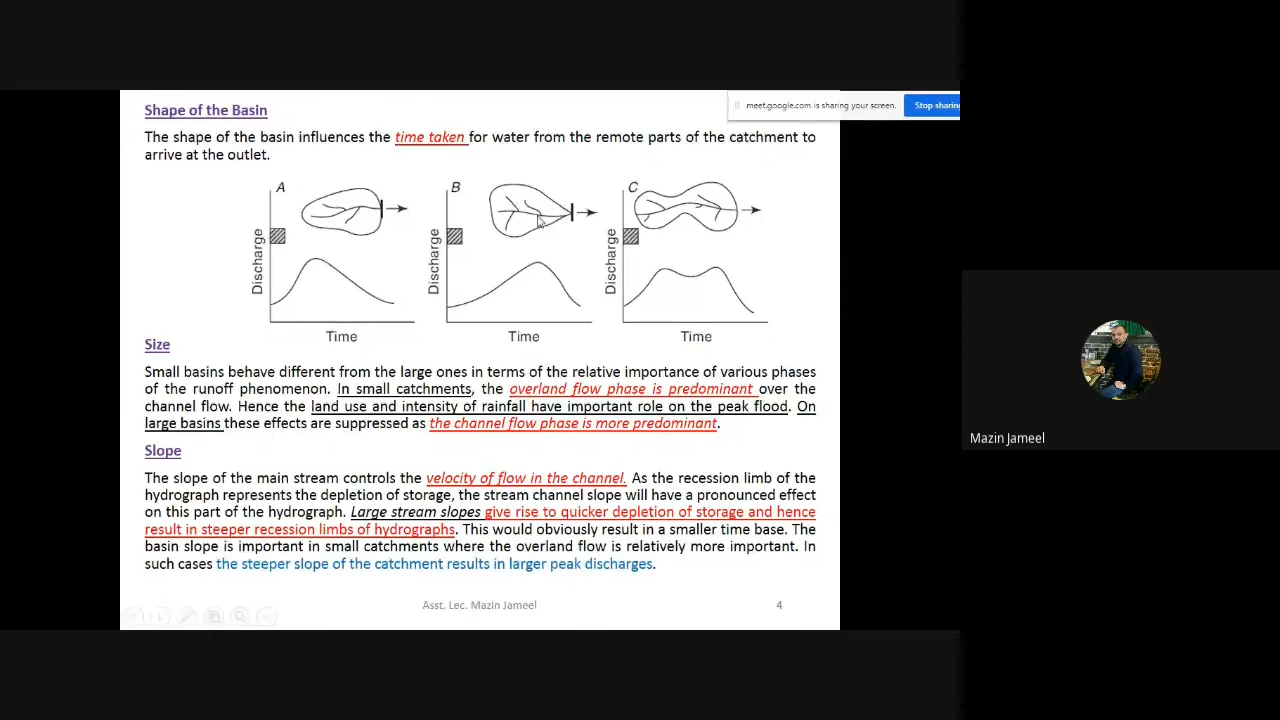 Shape of the Basin
meet.google.com is sharing your screen.
Stop sharing
The shape of the basin influences the time taken for water from the remote parts of the catchment to
arrive at the outlet.
A
B
C
Discharge
Discharge
Discharge
Time
Time
Time
Size
Small basins behave different from the large ones in terms of the relative importance of various phases
of the runoff phenomenon. In small catchments, the overland flow phase is predominant over the
channel flow. Hence the land use and intensity of rainfall have important role on the peak flood. On
large basins these effects are suppressed as the channel flow phase is more predominant.
Slope
The slope of the main stream controls the velocity of flow in the channel. As the recession limb of the
hydrograph represents the depletion of storage, the stream channel slope will have a pronounced effect
on this part of the hydrograph. Large stream slopes give rise to quicker depletion of storage and hence
result in steeper recession limbs of hydrographs. This would obviously result in a smaller time base. The
basin slope is important in small catchments where the overland flow is relatively more important. In
such cases the steeper slope of the catchment results in larger peak discharges.
Asst. Lec. Mazin Jameel
4
Mazin Jameel